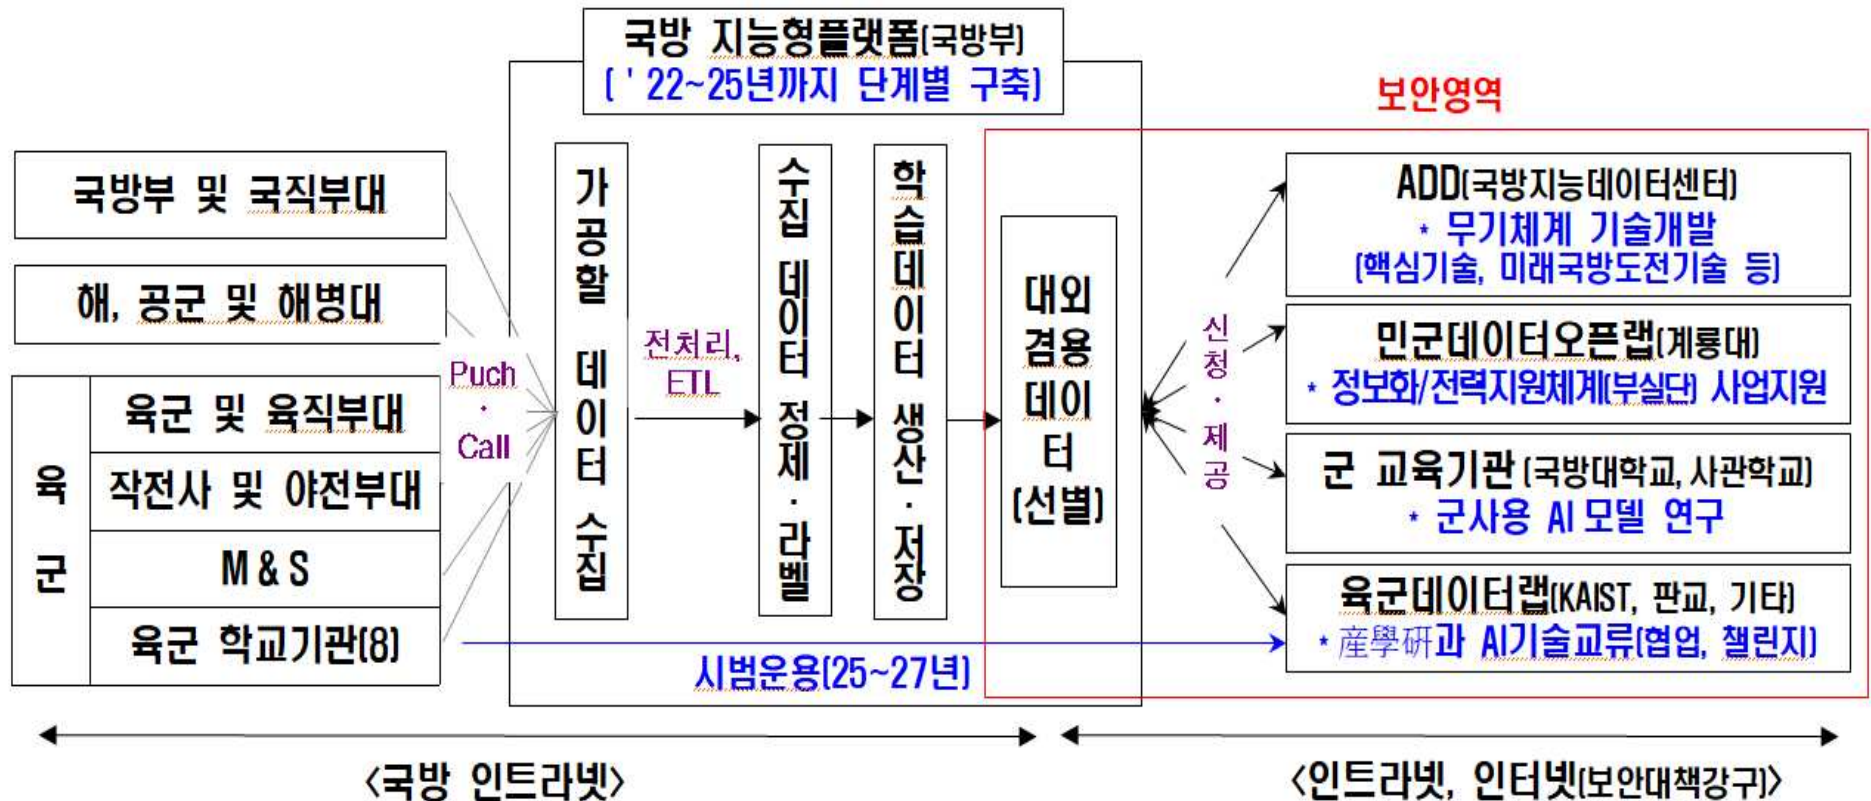 국방 지능형플랫폼(국방부)
( ' 22~25년까지 단계별 구축)
보안영역
국방부 및 국직부대
해, 공군 및 해병대
육군
육군 및 육직부대
작전사 및 야전부대
M & S
육군 학교기관(8)
Puch
·
Call
가공할 데이터 수집
전처리,
ETL
수집 데이터 정제·라벨
학습데이터 생산·저장
대외
겸용
데이
터
(선별)
신청·제공
ADD(국방지능데이터센터)
* 무기체계 기술개발
(핵심기술, 미래국방도전기술 등)
민군데이터오픈랩(계룡대)
* 정보화/전력지원체계(부실단) 사업지원
군 교육기관 (국방대학교, 사관학교)
* 군사용 AI 모델 연구
육군데이터랩(KAIST, 판교, 기타)
* 産學硏과 AI기술교류(협업, 챌린지)
시범운용(25~27년)
<국방 인트라넷>
<인트라넷, 인터넷(보안대책강구)>